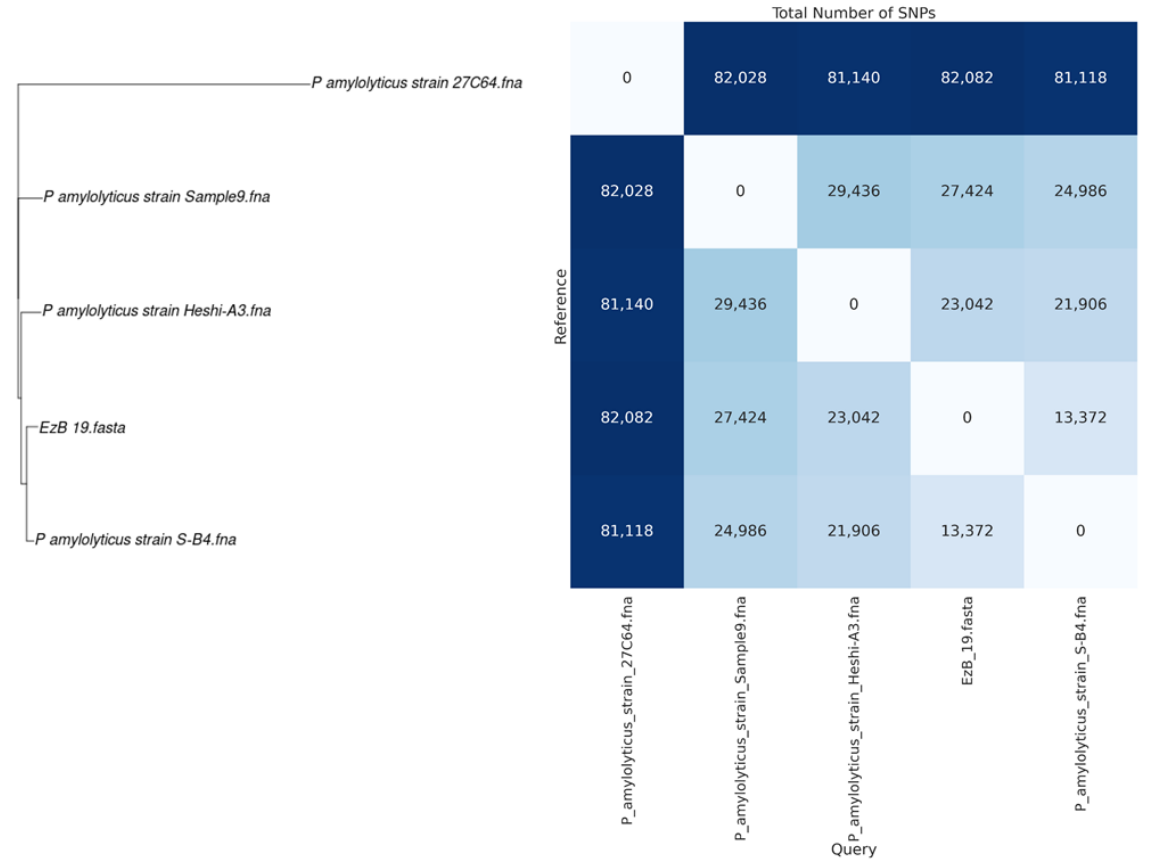 Total Number of SNPs
P amylolyticus strain 27C64.fna
P amylolyticus strain Sample9.fna
P amylolyticus strain Heshi-A3.fna
EzB 19.fasta
P amylolyticus strain S-B4.fna
Reference
0 82,028 81,140 82,082 81,118
82,028 0 29,436 27,424 24,986
81,140 29,436 0 23,042 21,906
82,082 27,424 23,042 0 13,372
81,118 24,986 21,906 13,372 0
P_amylolyticus_strain_27C64.fna
P_amylolyticus_strain_Sample9.fna
P_amylolyticus_strain_Heshi-A3.fna
EzB_19.fasta
P_amylolyticus_strain_S-B4.fna
Query